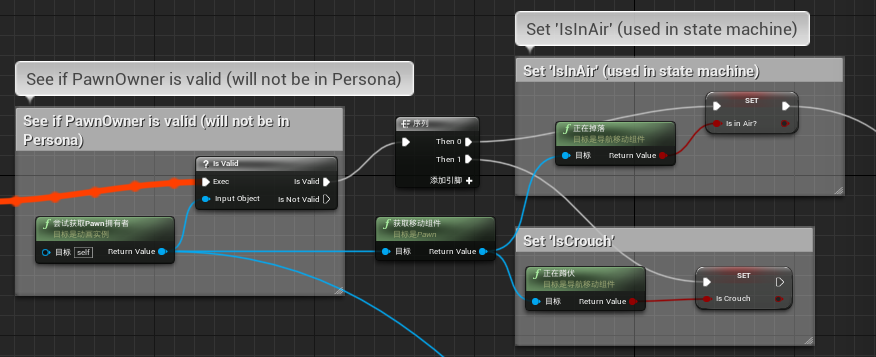 Set 'IsInAir' (used in state machine)
See if PawnOwner is valid (will not be in Persona)
Set 'IsInAir' (used in state machine)
SET
Is in Air?
正在掉落
目标是导航移动组件
目标
Return Value
See if PawnOwner is valid (will not be in
Persona)
序列
Then 0
Then 1
添加引脚
Is Valid
Exec
Is Valid
Input Object
Is Not Valid
尝试获取Pawn拥有者
目标是动画实例
目标
self
Return Value
获取移动组件
目标是Pawn
目标
Return Value
Set 'IsCrouch'
正在蹲伏
目标是导航移动组件
目标
Return Value
SET
Is Crouch